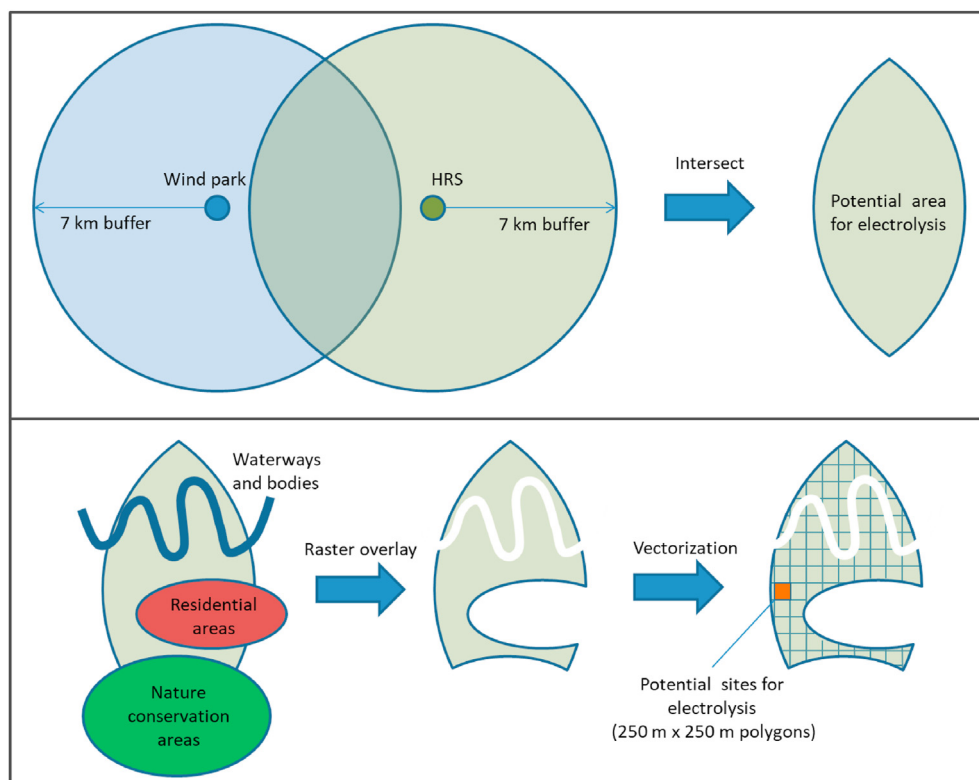 Wind park
HRS
7 km buffer
7 km buffer
Intersect
Potential area
for electrolysis
Waterways
and bodies
Residential
areas
Nature
conservation
areas
Raster overlay
Vectorization
Potential sites for
electrolysis
(250 m x 250 m polygons)